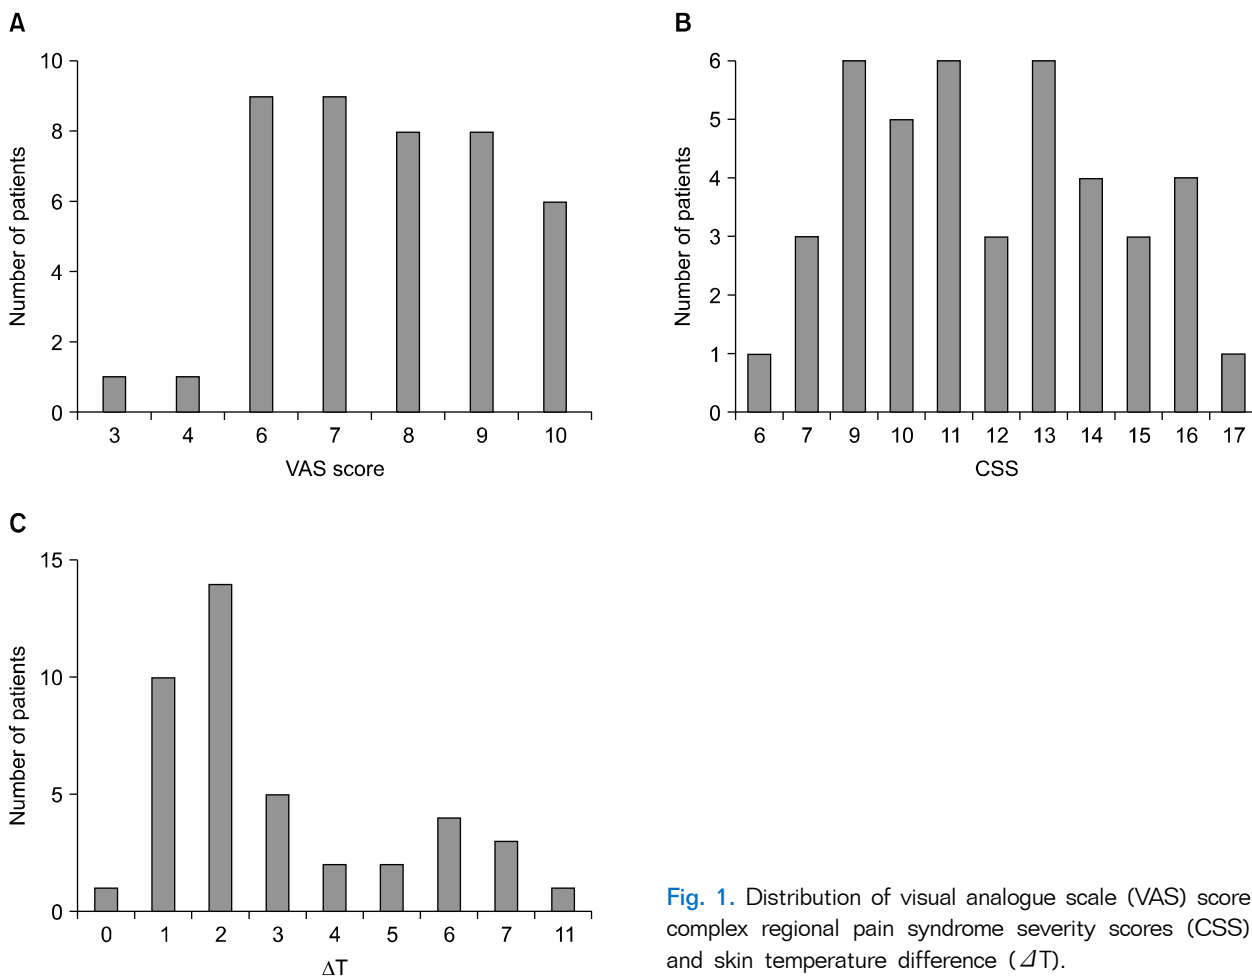 A
10
8
6
4
2
0
Number of patients
3 4 6 7 8 9 10
VAS score
B
6
5
4
3
2
1
0
Number of patients
6 7 9 10 11 12 13 14 15 16 17
CSS
C
15
10
5
0
Number of patients
0 1 2 3 4 5 6 7 11
ΔT
Fig. 1. Distribution of visual analogue scale (VAS) score
complex regional pain syndrome severity scores (CSS)
and skin temperature difference (ΔT).